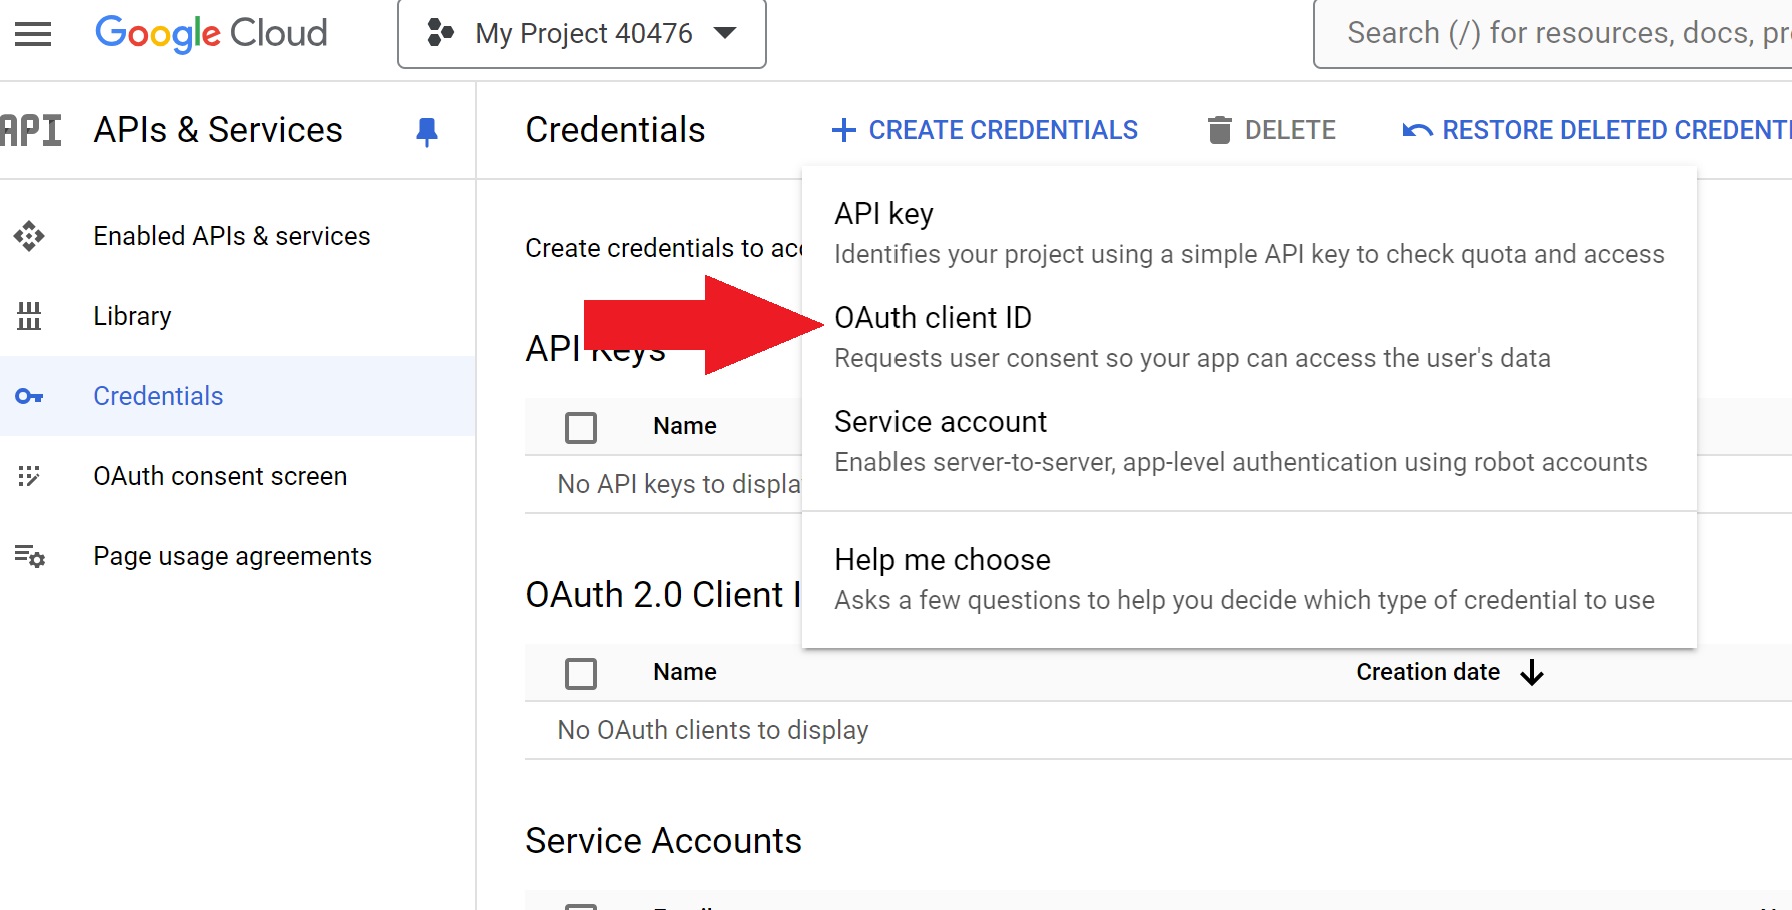 Google Cloud
My Project 40476
Search (/) for resources, docs,
API
APIs & Services
Enabled APIs & services
Library
Credentials
OAuth consent screen
Page usage agreements
Credentials
CREATE CREDENTIALS
DELETE
RESTORE DELETED
Create credentials to
API key
Identifies your project using a simple API key to check quota and access
OAuth client ID
Requests user consent so your app can access the user's data
Service account
Enables server-to-server, app-level authentication using robot accounts
Help me choose
Asks a few questions to help you decide which type of credential to use
API Keys
Name
No API keys to displa
OAuth 2.0 Client I
Name
Creation date
No OAuth clients to display
Service Accounts